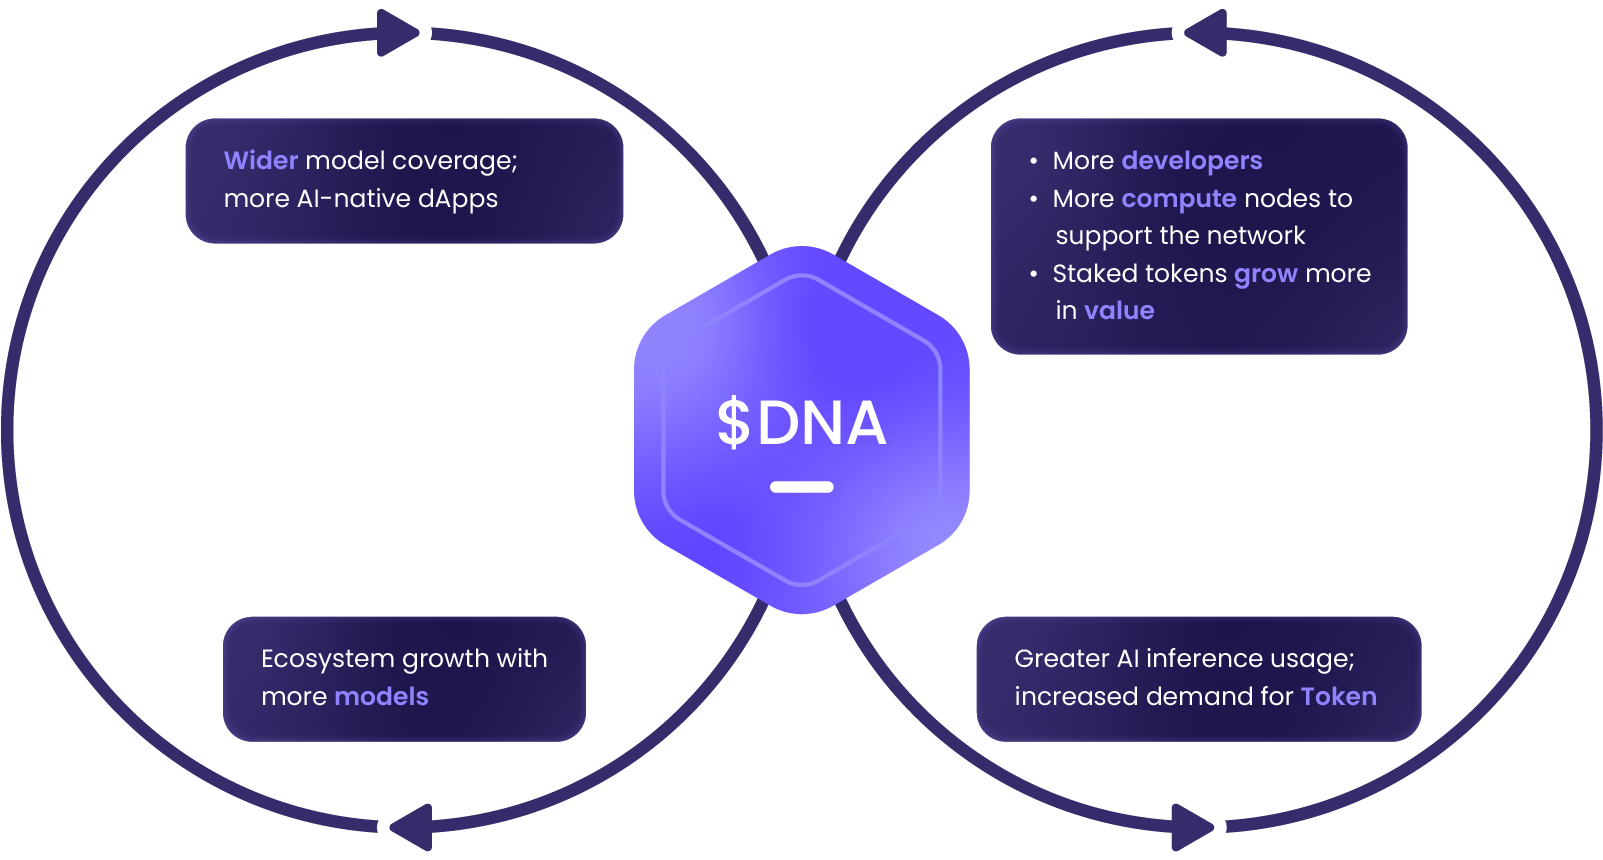 Wider model coverage;
more AI-native dApps
• More developers
• More compute nodes to
support the network
• Staked tokens grow more
in value
$DNA
Ecosystem growth with
more models
Greater AI inference usage;
increased demand for Token